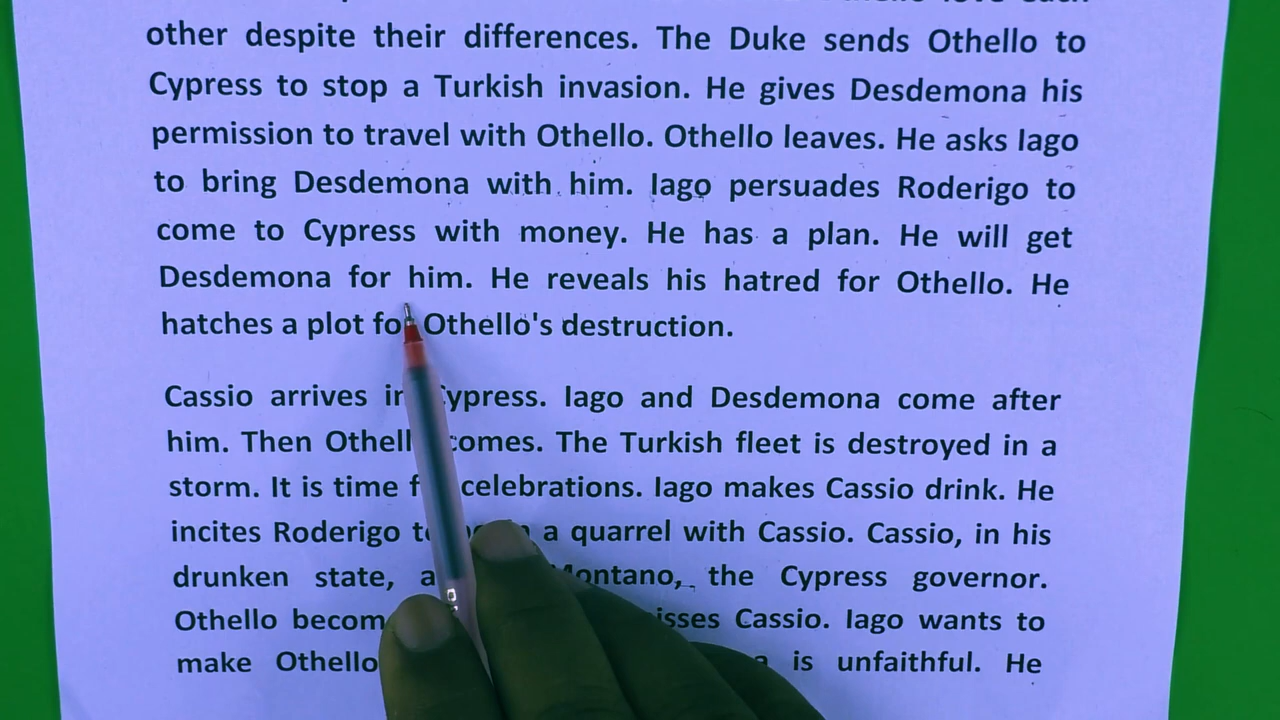 other despite their differences. The Duke sends Othello to
Cypress to stop a Turkish invasion. He gives Desdemona his
permission to travel with Othello. Othello leaves. He asks Iago
to bring Desdemona with him. Iago persuades Roderigo to
come to Cypress with money. He has a plan. He will get
Desdemona for him. He reveals his hatred for Othello. He
hatches a plot for Othello's destruction.
Cassio arrives in Cypress. Iago and Desdemona come after
him. Then Othell comes. The Turkish fleet is destroyed in a
storm. It is time celebrations. Iago makes Cassio drink. He
incites Roderigo a quarrel with Cassio. Cassio, in his
drunken state, Montano, the Cypress governor.
Othello Cassio. Iago wants to
make Othello is unfaithful. He